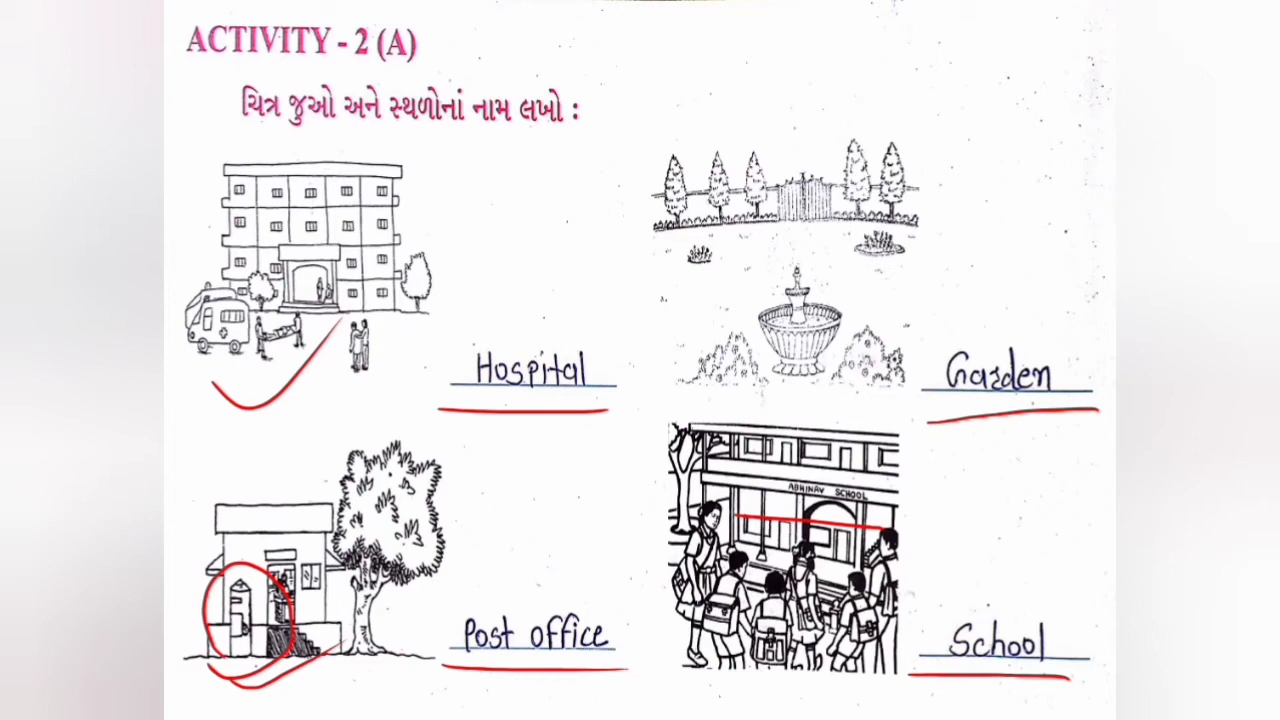 ACTIVITY - 2 (A)
ચિત્ર જુઓ અને સ્થળોનાં નામ લખો :
Hospital
Garden
ABHINAV SCHOOL
Post office
School